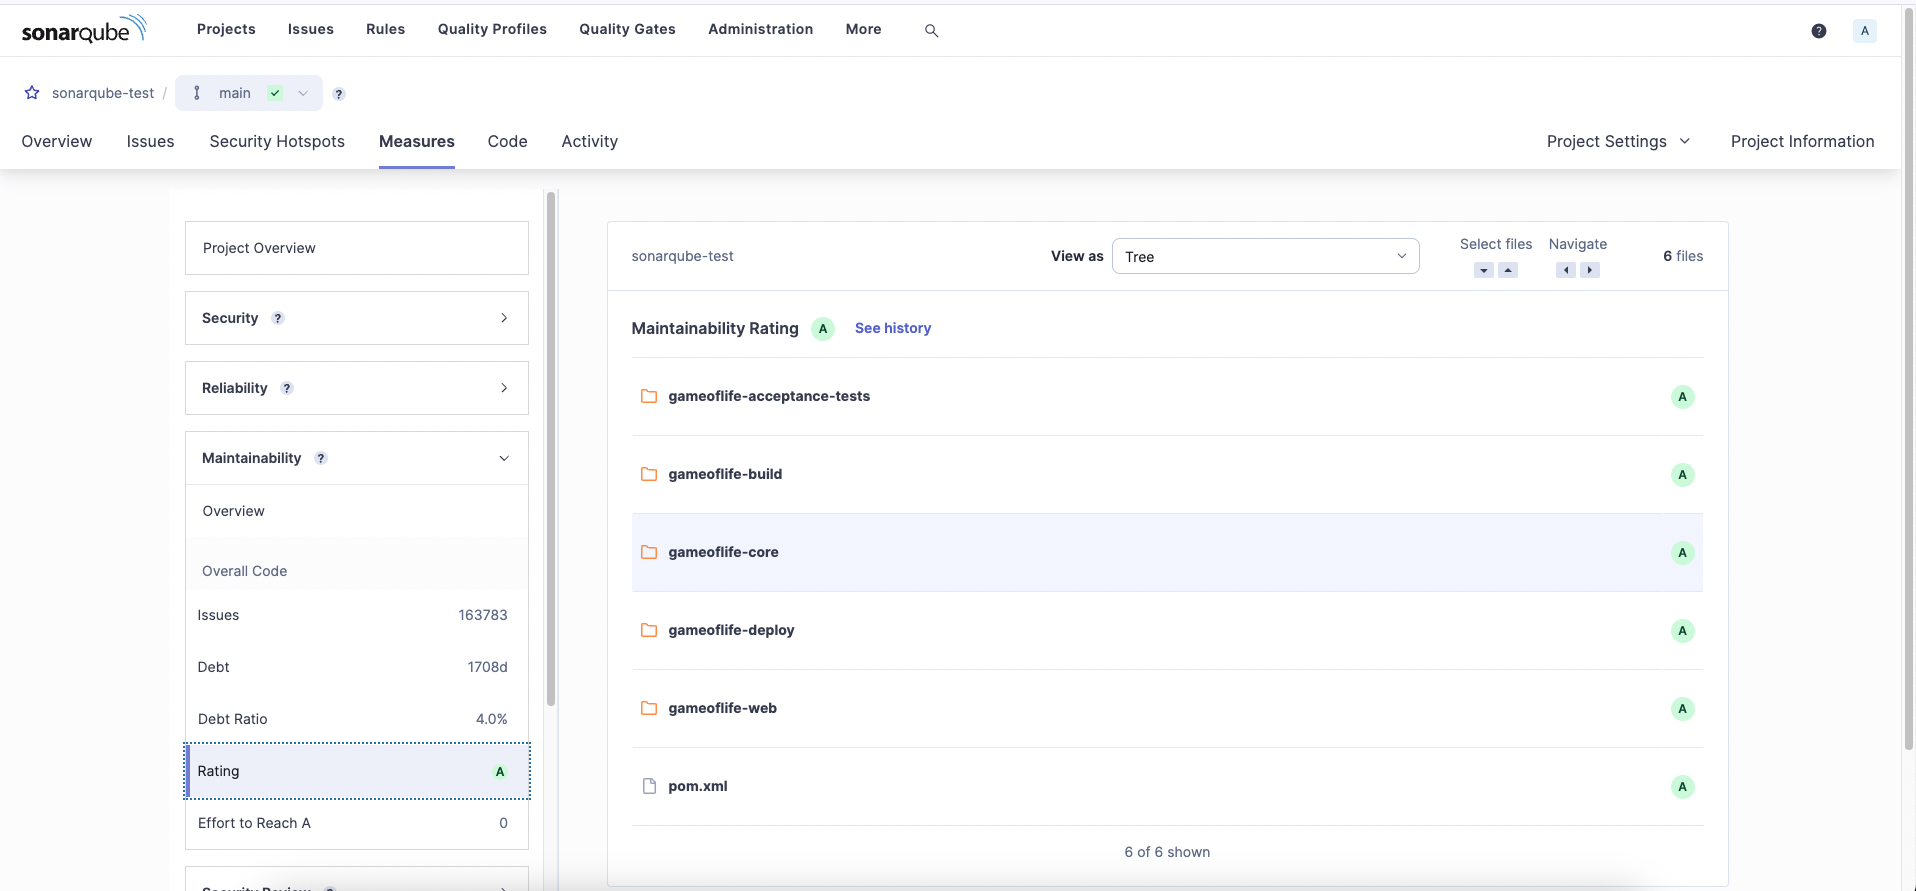 sonarqube
Projects Issues Rules Quality Profiles Quality Gates Administration More ? A
sonarqube-test / main ?
Overview Issues Security Hotspots Measures Code Activity Project Settings Project Information
Project Overview
Security ?
Reliability ?
Maintainability ?
Overview
Overall Code
Issues 163783
Debt 1708d
Debt Ratio 4.0%
Rating A
Effort to Reach A 0
Security Review ?
sonarqube-test View as Tree Select files Navigate 6 files
Maintainability Rating A See history
gameoflife-acceptance-tests A
gameoflife-build A
gameoflife-core A
gameoflife-deploy A
gameoflife-web A
pom.xml A
6 of 6 shown